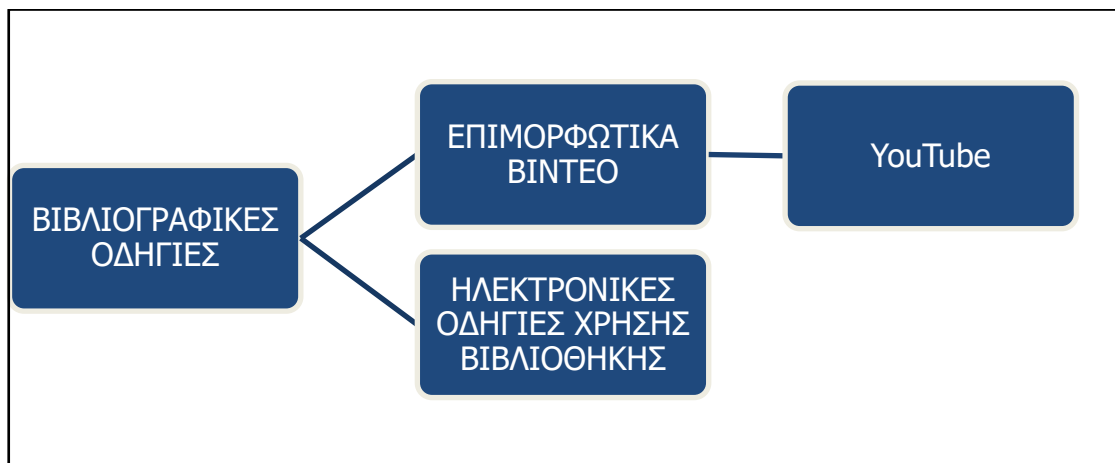 ΒΙΒΛΙΟΓΡΑΦΙΚΕΣ
ΟΔΗΓΙΕΣ
ΕΠΙΜΟΡΦΩΤΙΚΑ
ΒΙΝΤΕΟ
YouTube
ΗΛΕΚΤΡΟΝΙΚΕΣ
ΟΔΗΓΙΕΣ ΧΡΗΣΗΣ
ΒΙΒΛΙΟΘΗΚΗΣ